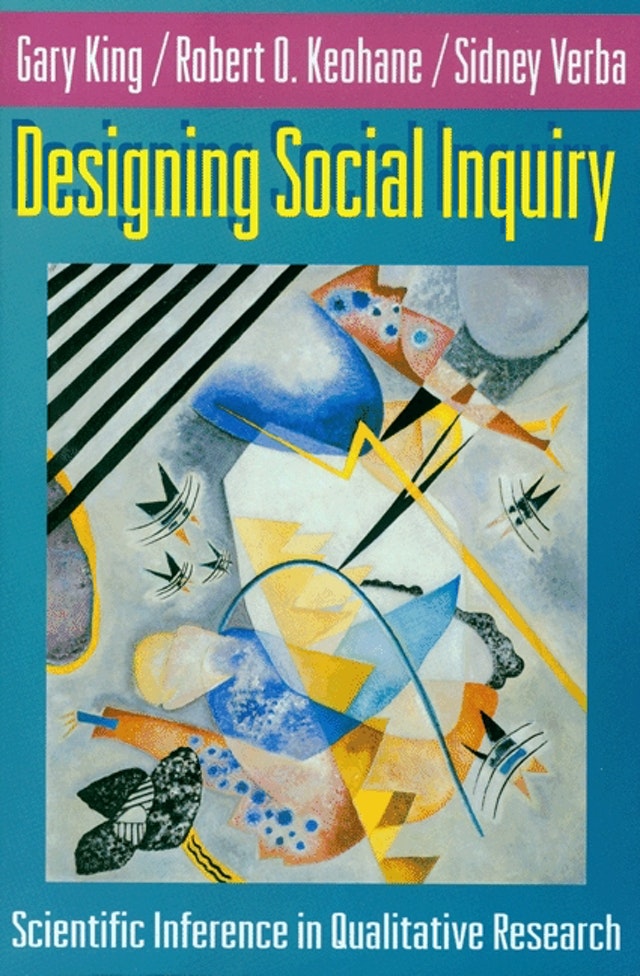 Gary King / Robert O. Keohane / Sidney Verba
Designing Social Inquiry
Scientific Inference in Qualitative Research